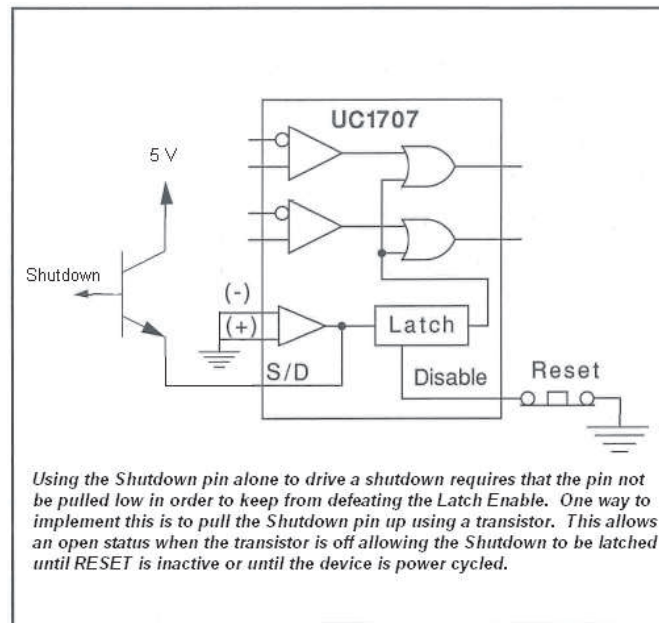 UC1707
5 V
Shutdown
(-)
(+)
Latch
S/D
Disable
Reset
Using the Shutdown pin alone to drive a shutdown requires that the pin not
be pulled low in order to keep from defeating the Latch Enable. One way to
implement this is to pull the Shutdown pin up using a transistor. This allows
an open status when the transistor is off allowing the Shutdown to be latched
until RESET is inactive or until the device is power cycled.